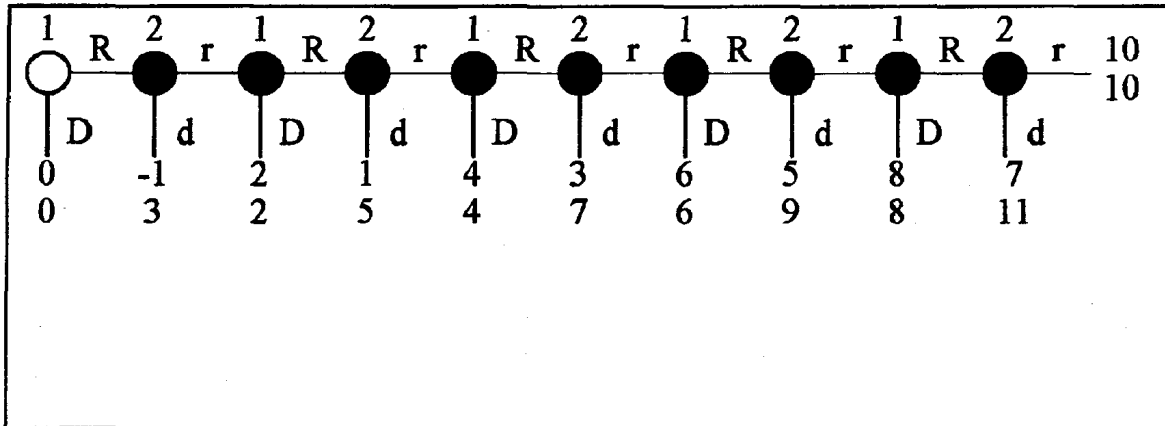 1 2 1 2 1 2 1 2 1 2
R r R r R r R r R r 10
10
D d D d D d D d D d
0 -1 2 1 4 3 6 5 8 7
0 3 2 5 4 7 6 9 8 11